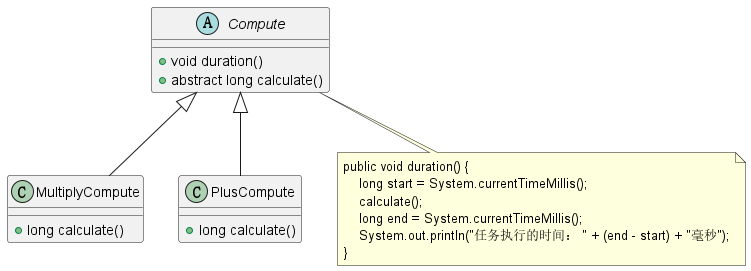 A Compute
void duration()
abstract long calculate()
C MultiplyCompute
long calculate()
C PlusCompute
long calculate()
public void duration() {
long start = System.currentTimeMillis();
calculate();
long end = System.currentTimeMillis();
System.out.println("任务执行的时间： " + (end - start) + "毫秒");
}